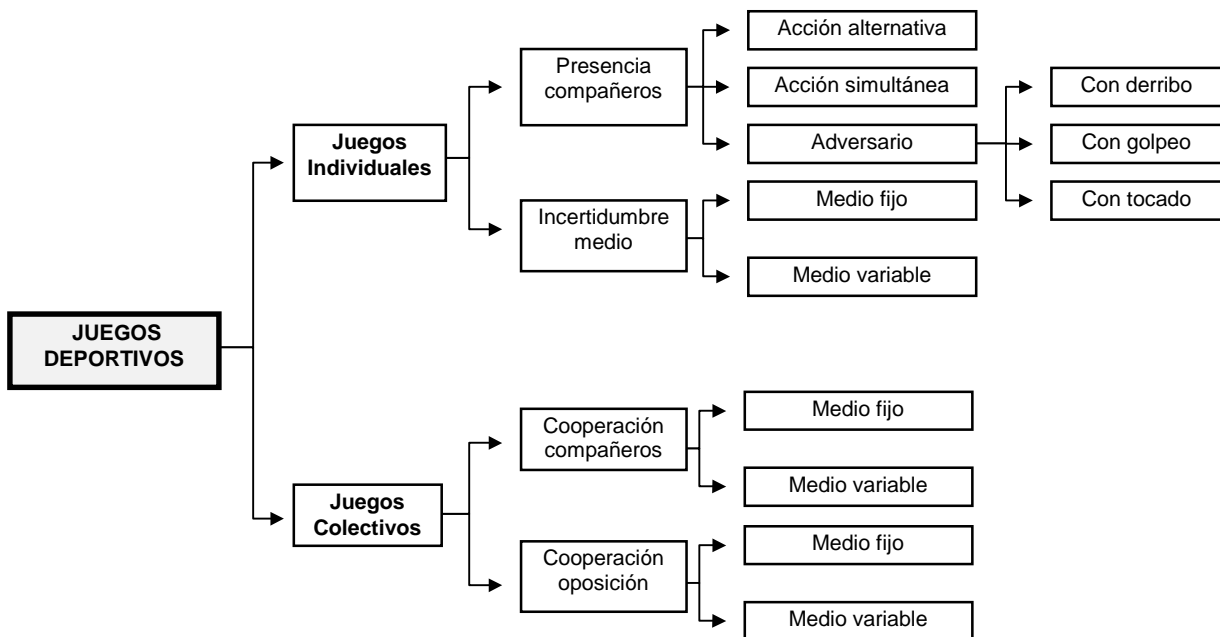 Acción alternativa
Presencia
compañeros
Acción simultánea
Con derribo
Juegos
Individuales
Adversario
Con golpeo
Medio fijo
Con tocado
Incertidumbre
medio
Medio variable
JUEGOS
DEPORTIVOS
Medio fijo
Cooperación
compañeros
Medio variable
Juegos
Colectivos
Medio fijo
Cooperación
oposición
Medio variable